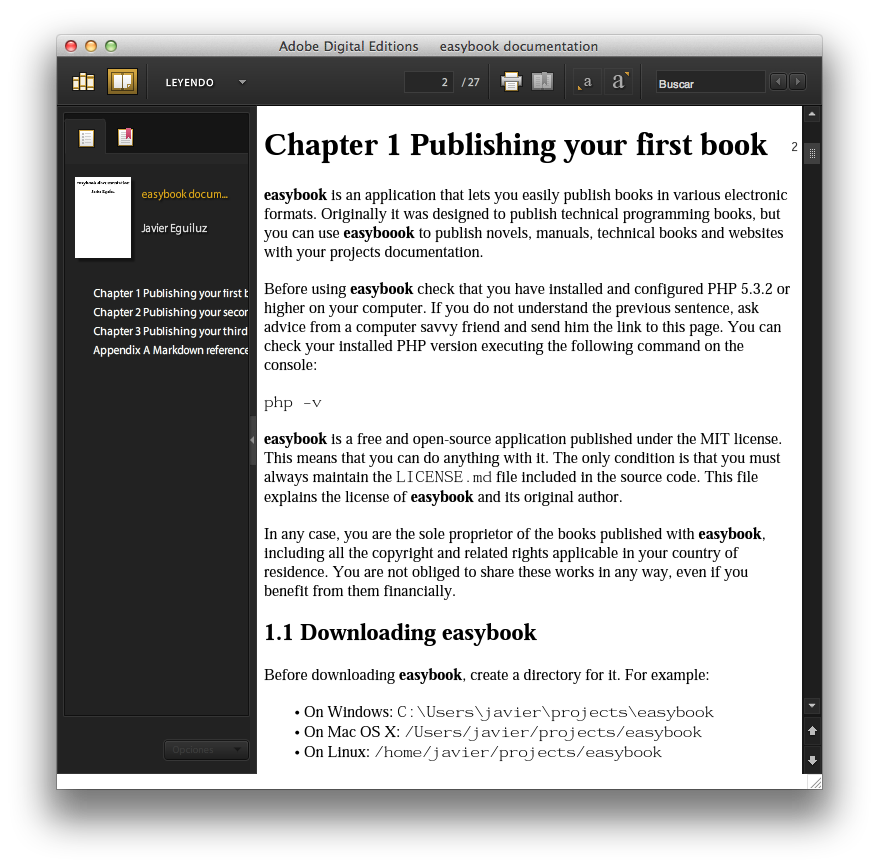 Adobe Digital Editions easybook documentation
LEYENDO
2 /27
a a
Buscar
easybook documentation
Javier Eguiluz
easybook docum...
Javier Eguiluz
Chapter 1 Publishing your first b
Chapter 2 Publishing your secon
Chapter 3 Publishing your third
Appendix A Markdown reference
Opciones
Chapter 1 Publishing your first book
2
easybook is an application that lets you easily publish books in various electronic
formats. Originally it was designed to publish technical programming books, but
you can use easyboook to publish novels, manuals, technical books and websites
with your projects documentation.
Before using easybook check that you have installed and configured PHP 5.3.2 or
higher on your computer. If you do not understand the previous sentence, ask
advice from a computer savvy friend and send him the link to this page. You can
check your installed PHP version executing the following command on the
console:
php -v
easybook is a free and open-source application published under the MIT license.
This means that you can do anything with it. The only condition is that you must
always maintain the LICENSE.md file included in the source code. This file
explains the license of easybook and its original author.
In any case, you are the sole proprietor of the books published with easybook,
including all the copyright and related rights applicable in your country of
residence. You are not obliged to share these works in any way, even if you
benefit from them financially.
1.1 Downloading easybook
Before downloading easybook, create a directory for it. For example:
• On Windows: C:\Users\javier\projects\easybook
• On Mac OS X: /Users/javier/projects/easybook
• On Linux: /home/javier/projects/easybook